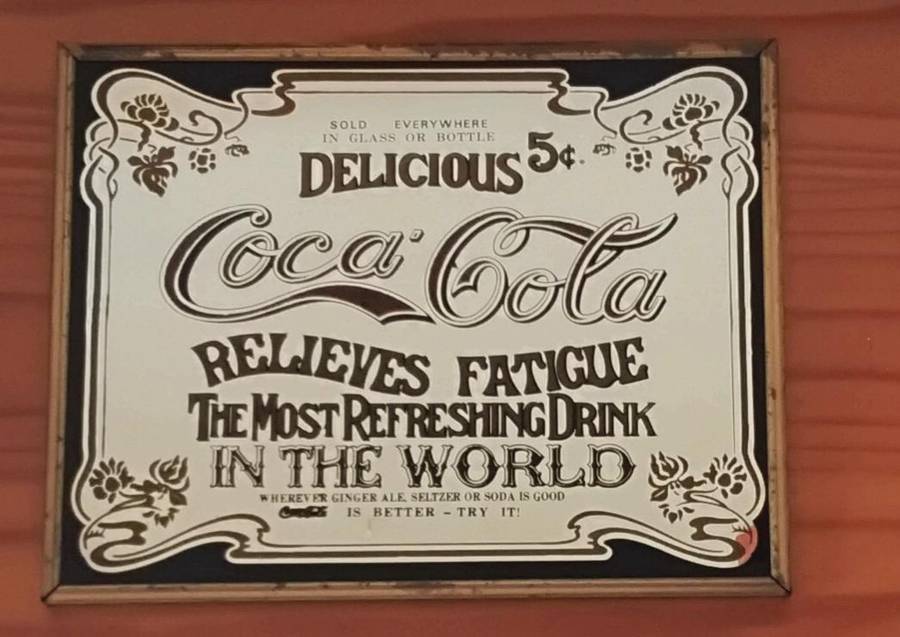 SOLD EVERYWHERE
IN GLASS OR BOTTLE
DELICIOUS 5¢.
Coca-Cola
RELIEVES FATIGUE
THE MOST REFRESHING DRINK
IN THE WORLD
WHEREVER GINGER ALE, SELTZER OR SODA IS GOOD
Coca-Cola IS BETTER - TRY IT!